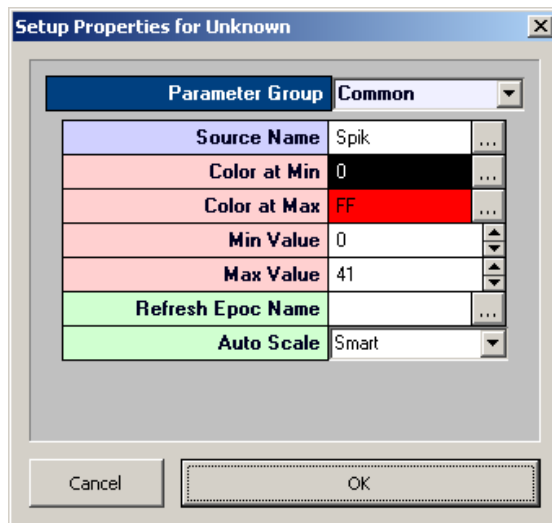 Setup Properties for Unknown
Parameter Group Common
Source Name Spik ...
Color at Min 0 ...
Color at Max FF ...
Min Value 0
Max Value 41
Refresh Epoc Name ...
Auto Scale Smart
Cancel OK